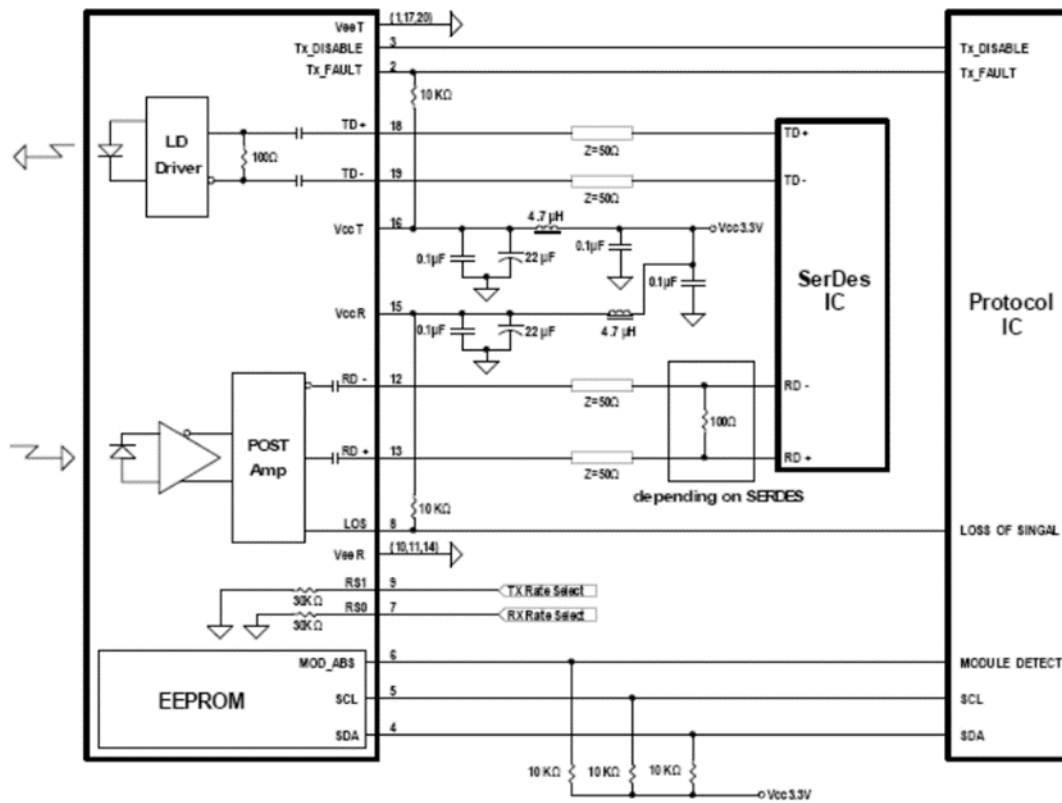 VeeT (1,17,20)
Tx_DISABLE 3 Tx_DISABLE
Tx_FAULT 2 Tx_FAULT
10 KΩ
LD
Driver
100Ω
TD+ 18 Z=50Ω TD+
TD- 19 Z=50Ω TD-
VccT 16 4.7 µH Vcc3.3V
0.1µF 22 µF 0.1µF 0.1µF
SerDes
IC
Protocol
IC
VccR 15
0.1µF 22 µF 4.7 µH
RD - 12 Z=50Ω RD -
100Ω
POST
Amp
RD + 13 Z=50Ω RD +
depending on SERDES
10 KΩ
LOS 8 LOSS OF SINGAL
VeeR (10,11,14)
RS1 9 TX Rate Select
30KΩ
RS0 7 RX Rate Select
30KΩ
MOD_ABS 6 MODULE DETECT
EEPROM
SCL 5 SCL
SDA 4 SDA
10 KΩ 10 KΩ 10 KΩ
Vcc3.3V